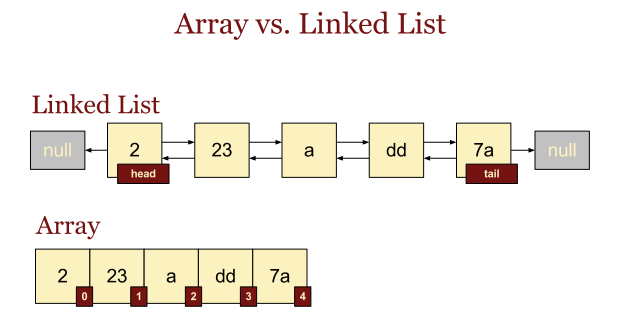 Array vs. Linked List
Linked List
null 2 23 a dd 7a null
head tail
Array
2 23 a dd 7a
0 1 2 3 4